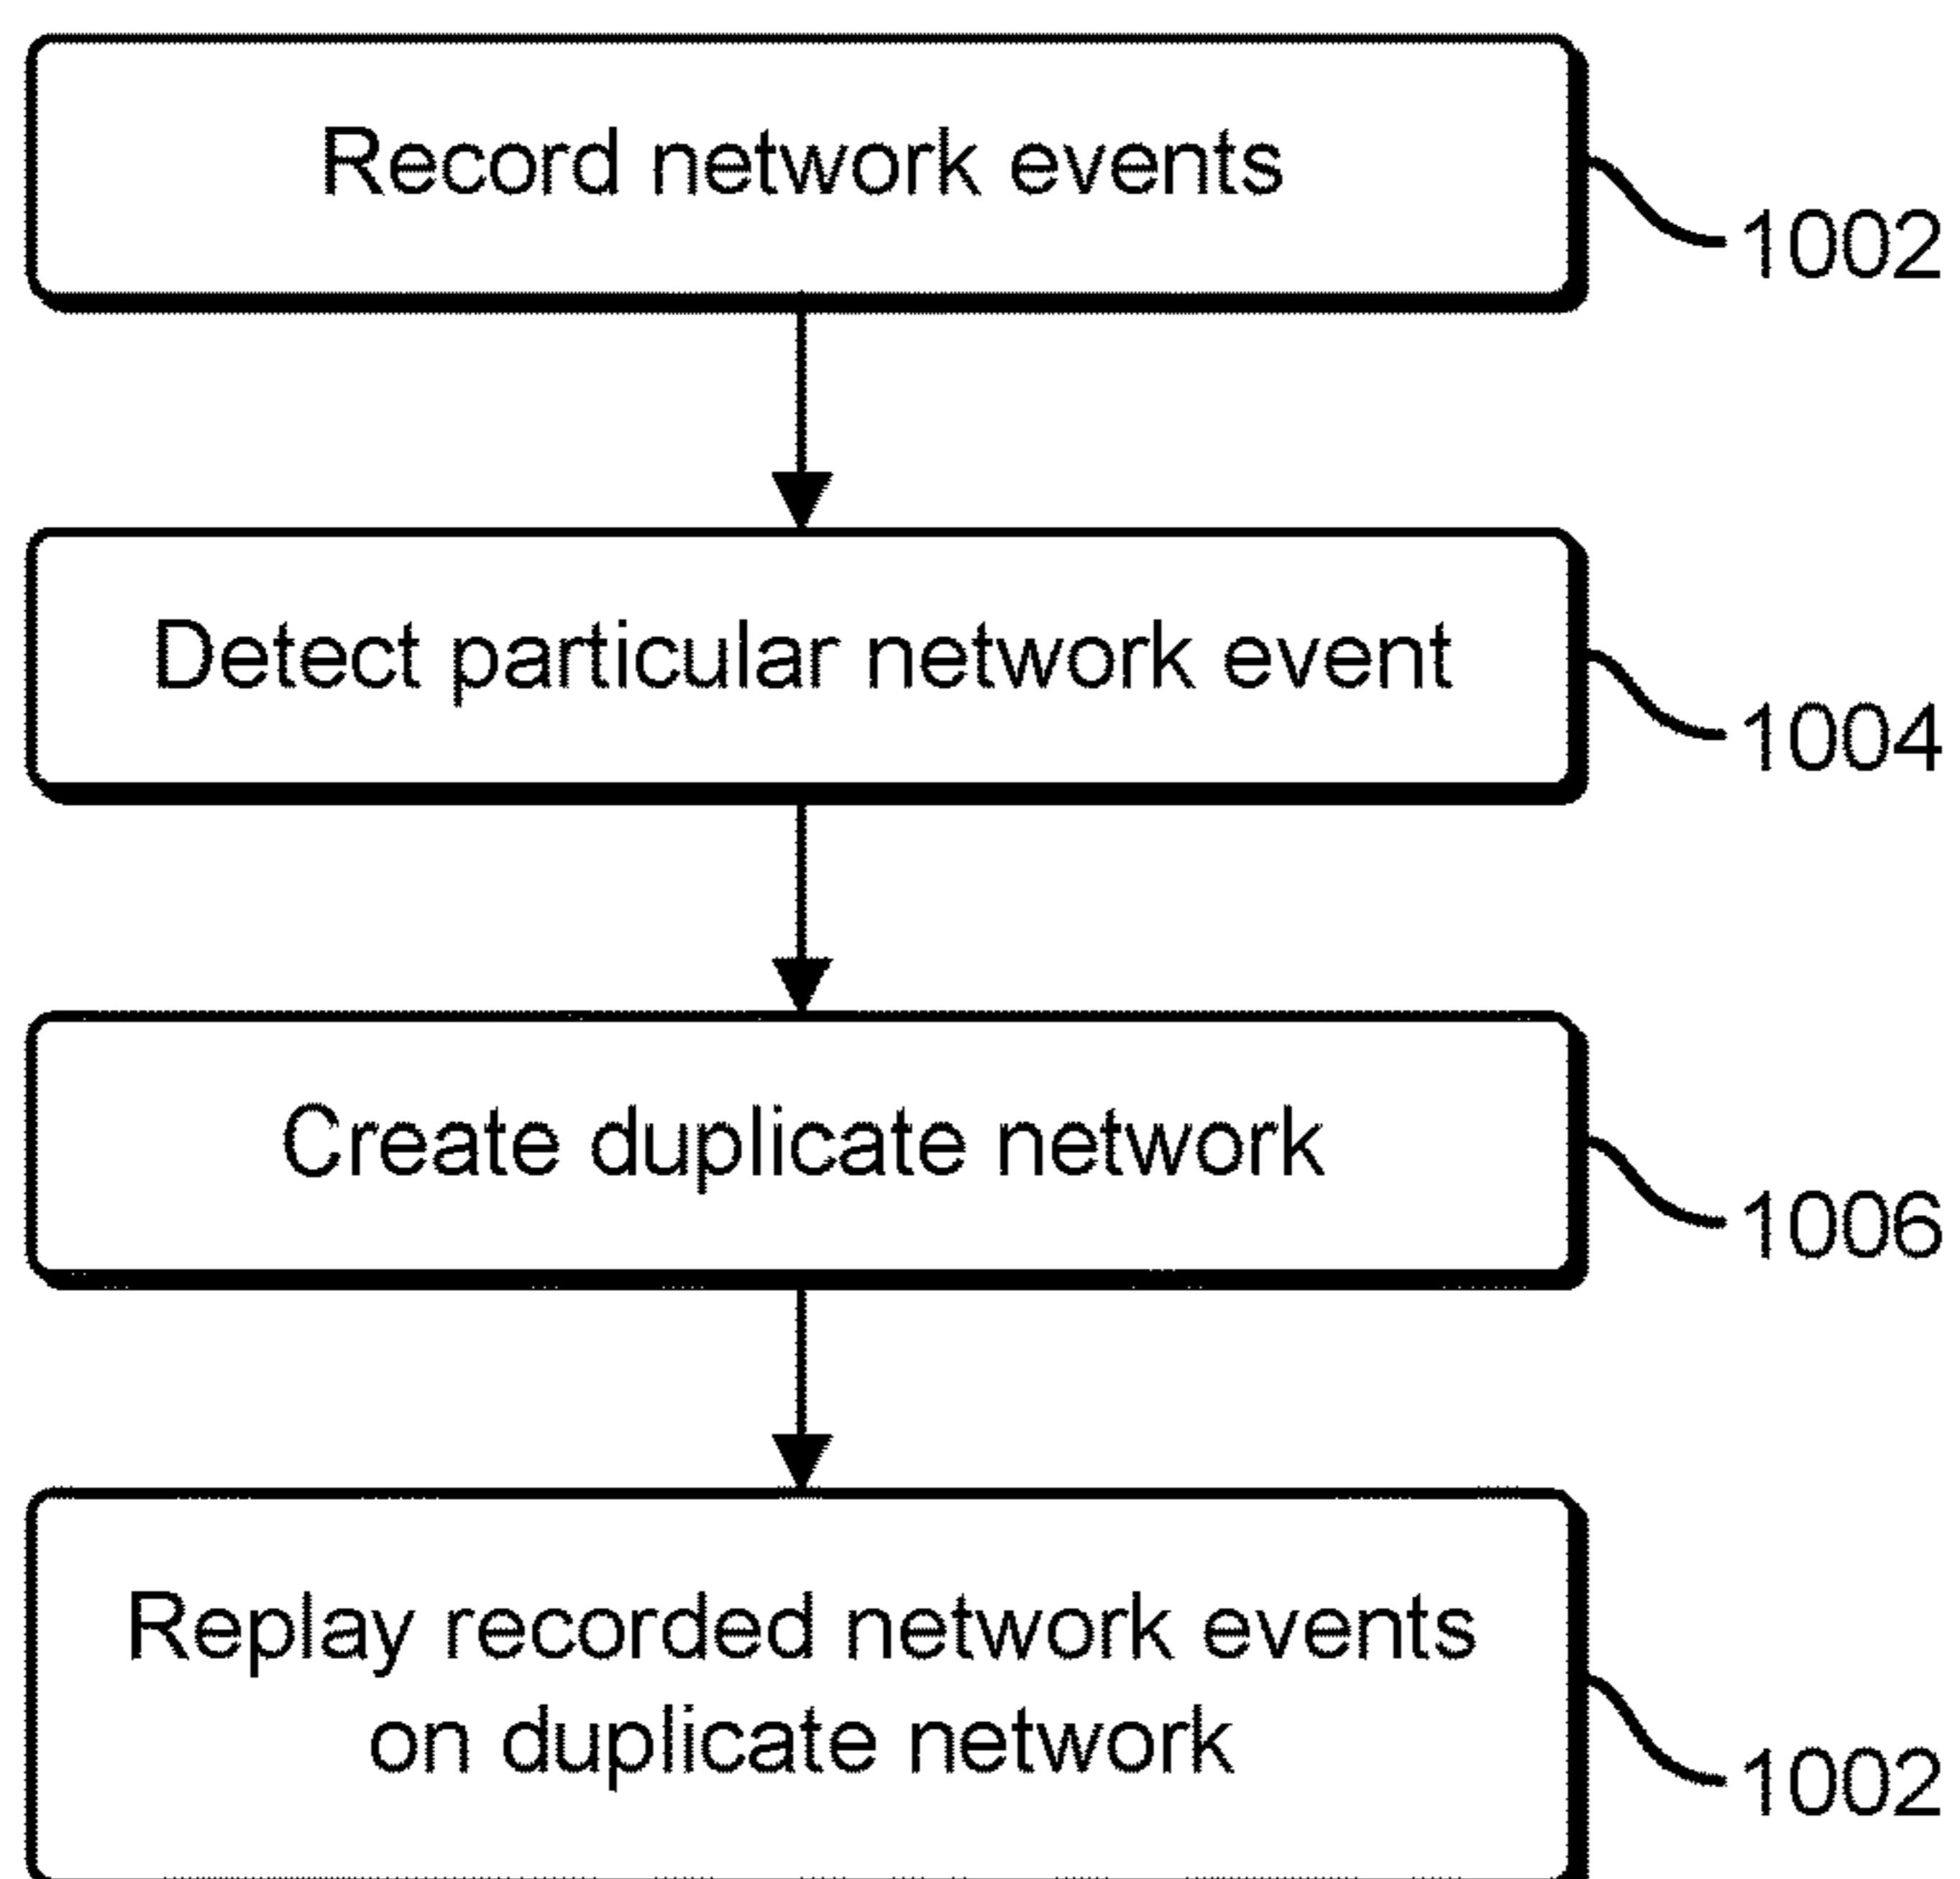 Record network events
1002
Detect particular network event
1004
Create duplicate network
1006
Replay recorded network events
on duplicate network
1002